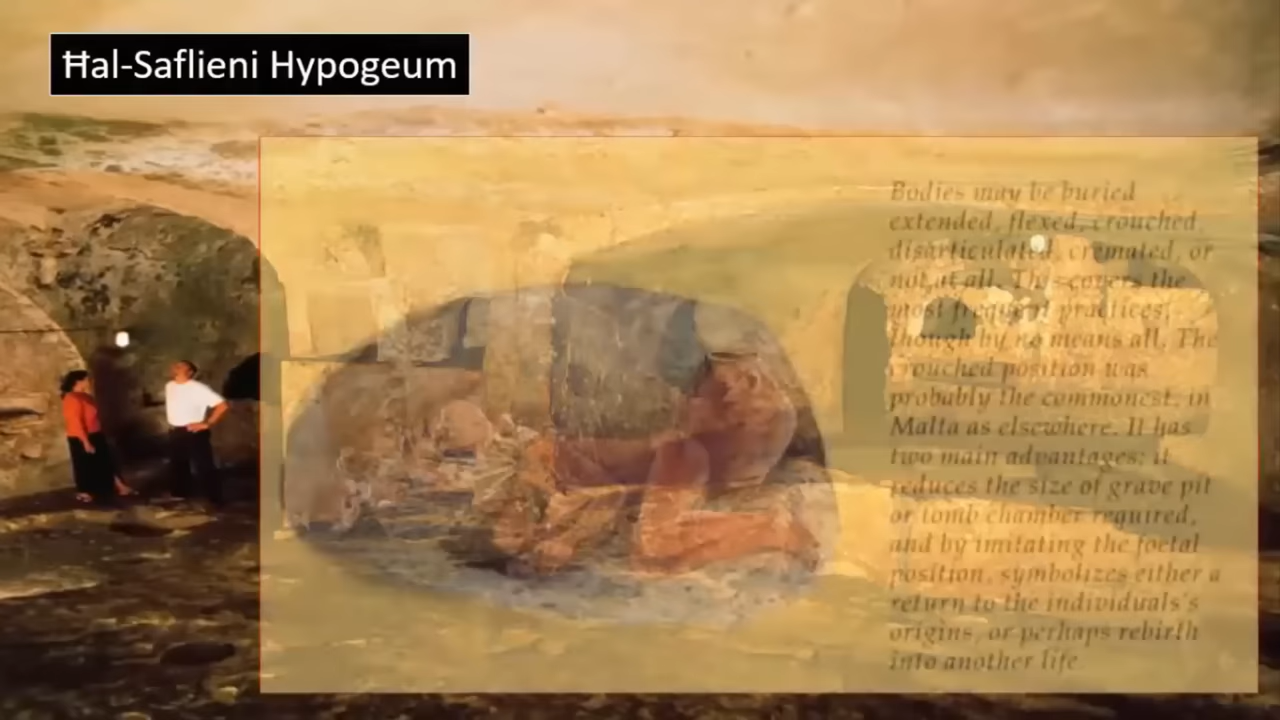 Ħal-Saflieni Hypogeum
Bodies may be buried
extended, flexed, crouched,
disarticulated, cremated, or
not at all. This covers the
most frequent practices,
though by no means all. The
crouched position was
probably the commonest, in
Malta as elsewhere. It has
two main advantages; it
reduces the size of grave pit
or tomb chamber required,
and by imitating the foetal
position, symbolizes either a
return to the individuals's
origins, or perhaps rebirth
into another life